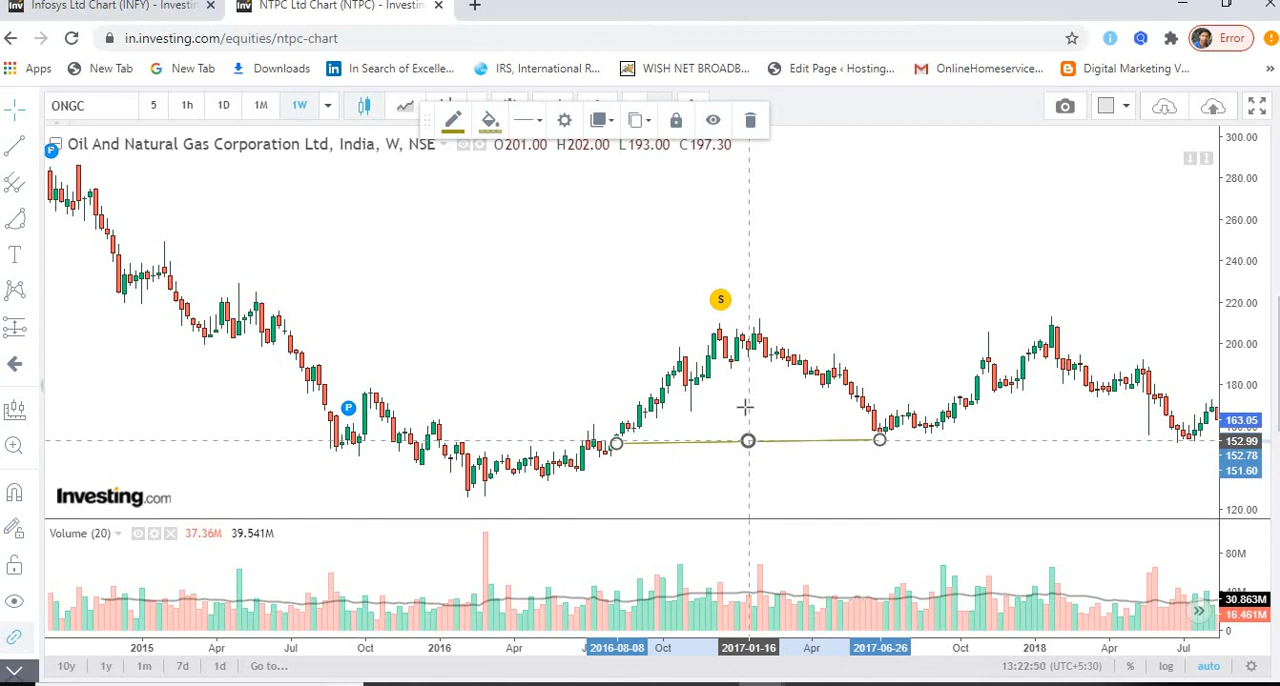 Infosys Ltd Chart (INFY) - Investin
NTPC Ltd Chart (NTPC) - Investin
in.investing.com/equities/ntpc-chart
Error
Apps New Tab New Tab Downloads In Search of Excelle... IRS, International R... WISH NET BROADB... Edit Page ‹ Hosting... OnlineHomeservice... Digital Marketing V...
ONGC 5 1h 1D 1M 1W
Oil And Natural Gas Corporation Ltd, India, W, NSE O201.00 H202.00 L193.00 C197.30
300.00
280.00
260.00
240.00
220.00
S
200.00
180.00
P
P
163.05
152.99
152.78
151.60
Investing.com
120.00
Volume (20) 37.36M 39.541M
80M
30.863M
16.461M
0
2015 Apr Jul Oct 2016 Apr 2016-08-08 Oct 2017-01-16 Apr 2017-06-26 Oct 2018 Apr Jul
10y 1y 1m 7d 1d Go to... 13:22:50 (UTC+5:30) % log auto